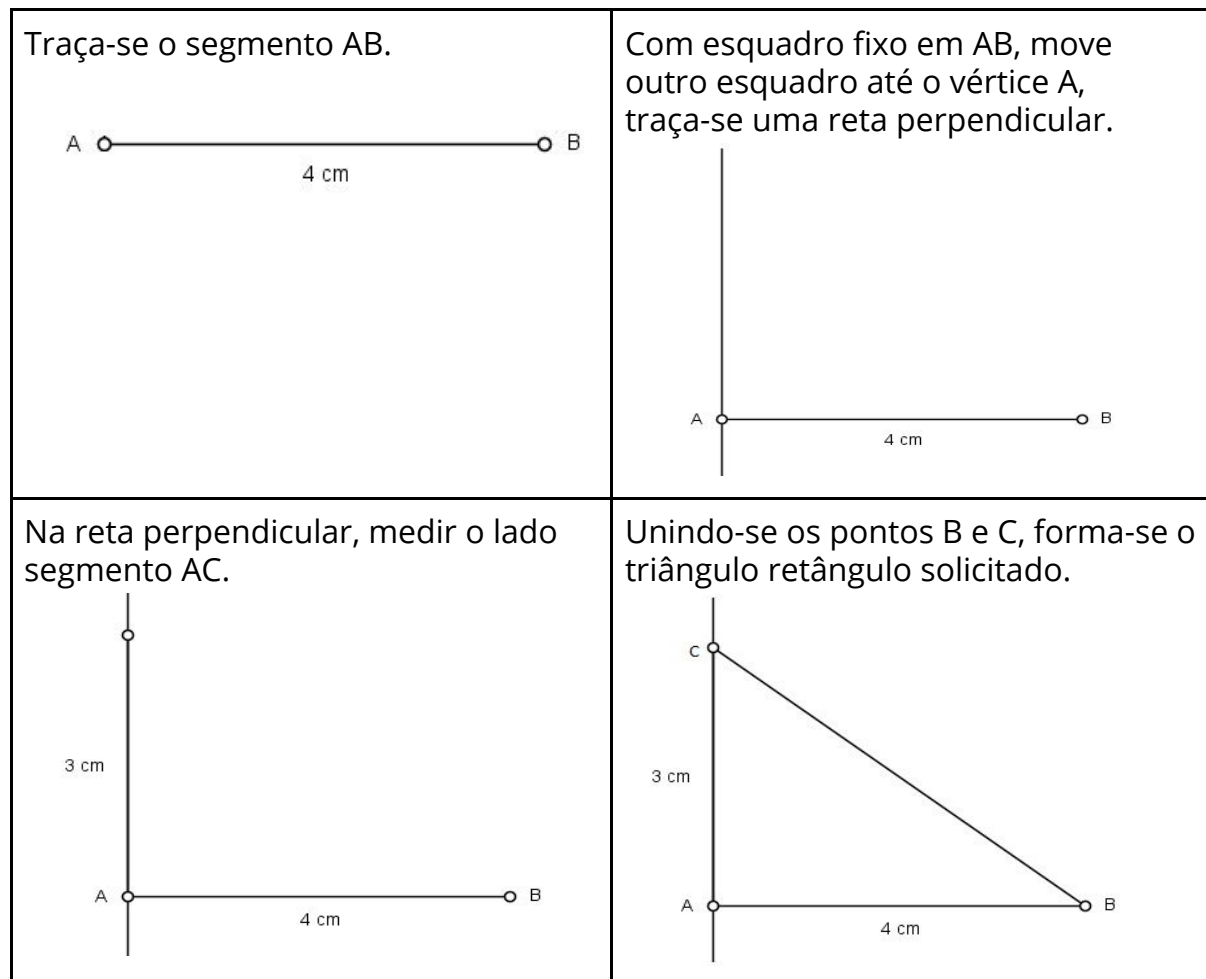 Traça-se o segmento AB.
A
B
4 cm
Com esquadro fixo em AB, move
outro esquadro até o vértice A,
traça-se uma reta perpendicular.
A
B
4 cm
Na reta perpendicular, medir o lado
segmento AC.
3 cm
A
B
4 cm
Unindo-se os pontos B e C, forma-se o
triângulo retângulo solicitado.
C
3 cm
A
B
4 cm